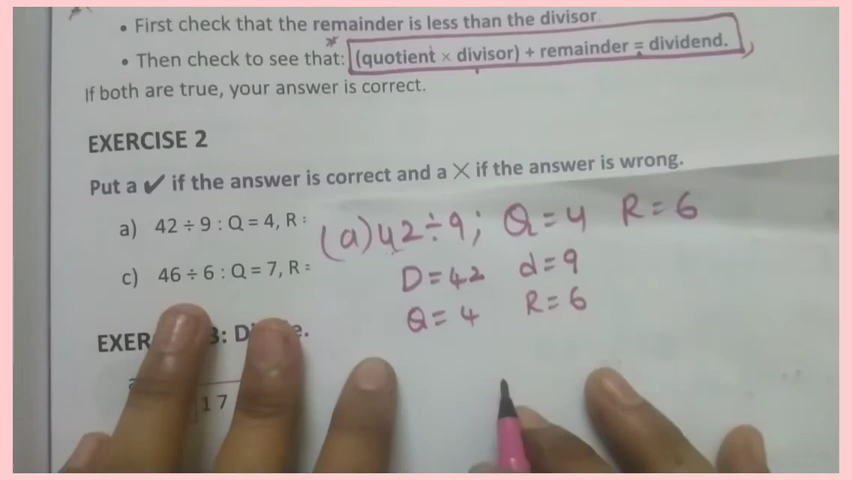 • First check that the remainder is less than the divisor.
• Then check to see that: (quotient × divisor) + remainder = dividend.
If both are true, your answer is correct.
EXERCISE 2
Put a ✔ if the answer is correct and a ✕ if the answer is wrong.
a) 42 ÷ 9 : Q = 4, R :
(a) 42 ÷ 9; Q = 4 R = 6
D = 42 d = 9
c) 46 ÷ 6 : Q = 7, R =
Q = 4 R = 6
17